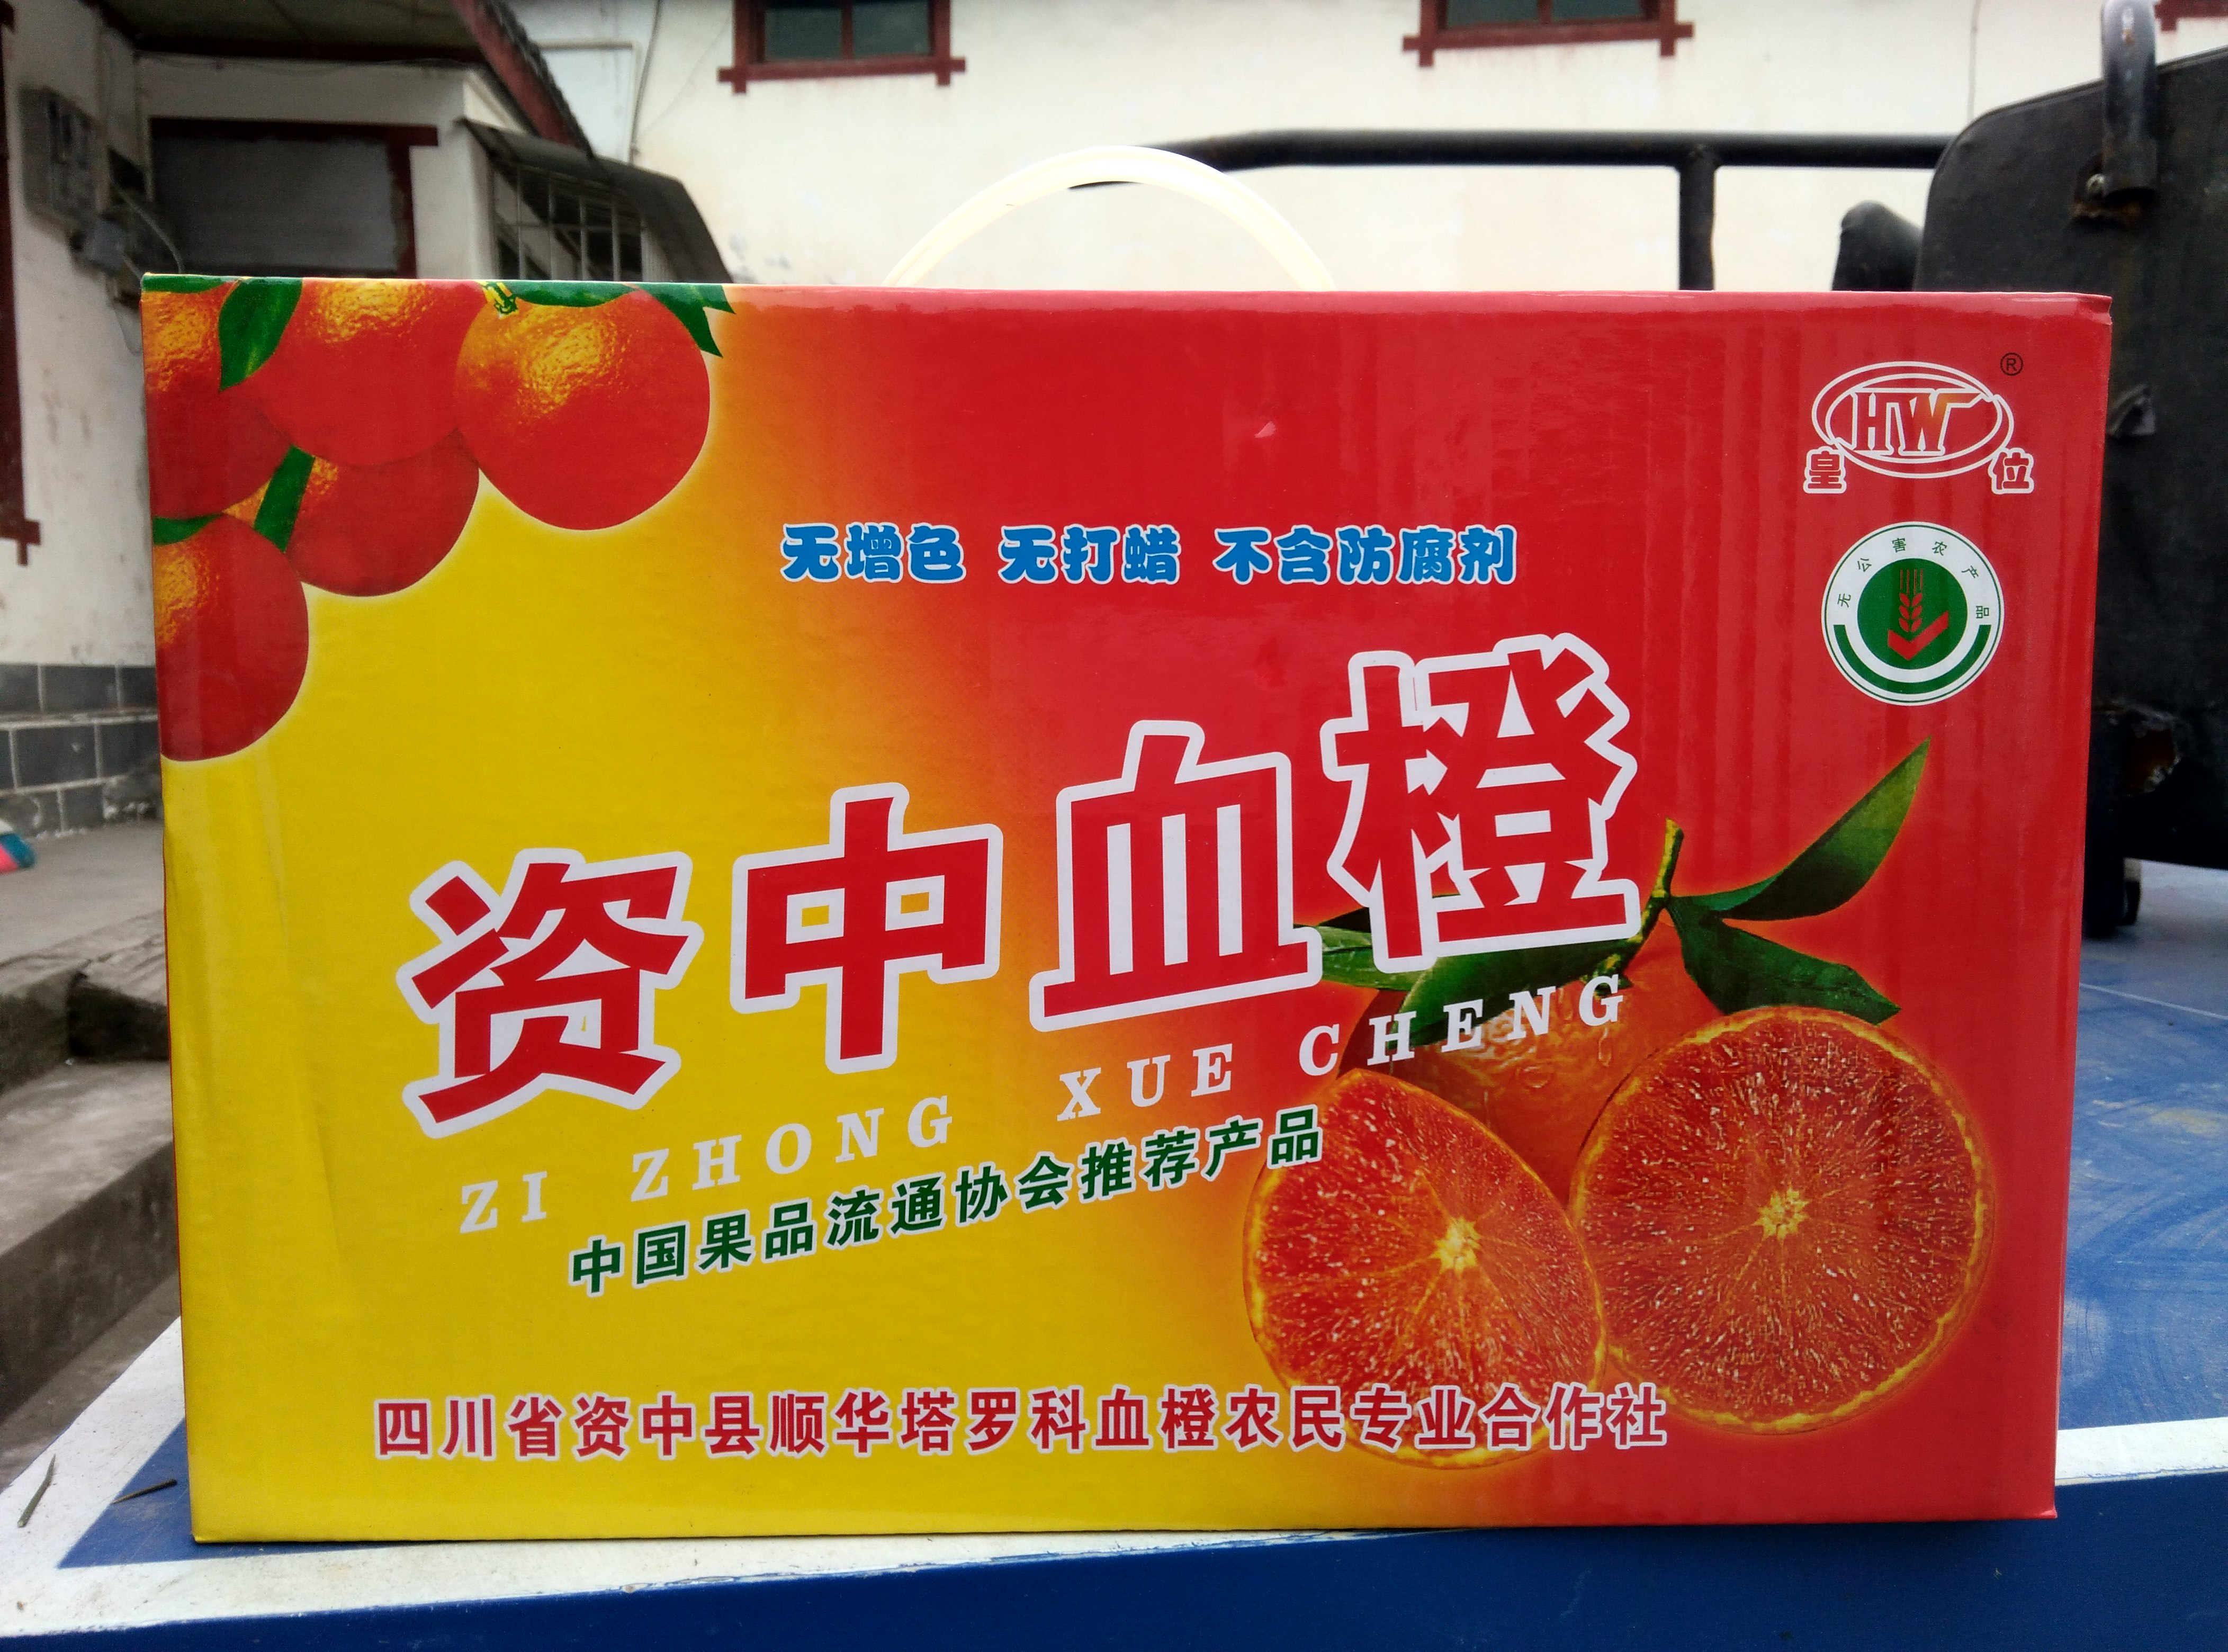 HW
®
皇 位
无公害农产品
无增色 无打蜡 不含防腐剂
资中血橙
ZI ZHONG XUE CHENG
中国果品流通协会推荐产品
四川省资中县顺华塔罗科血橙农民专业合作社